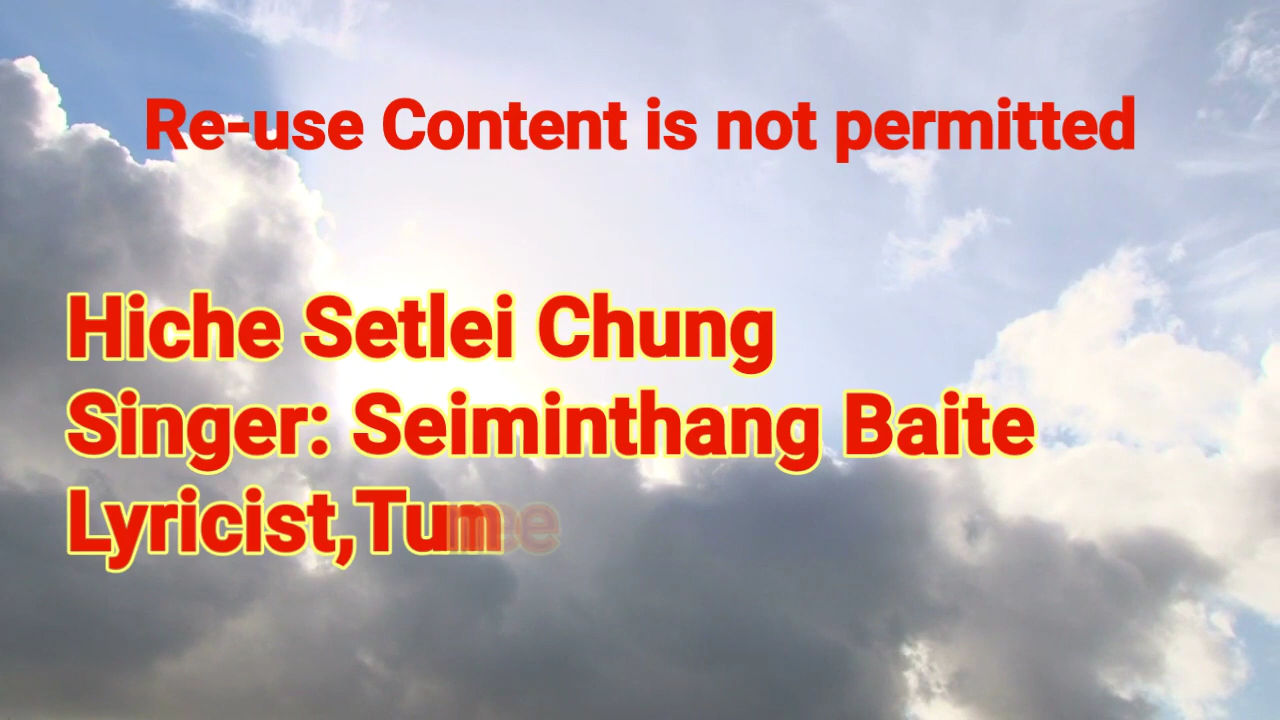 Re-use Content is not permitted
Hiche Setlei Chung
Singer: Seiminthang Baite
Lyricist,